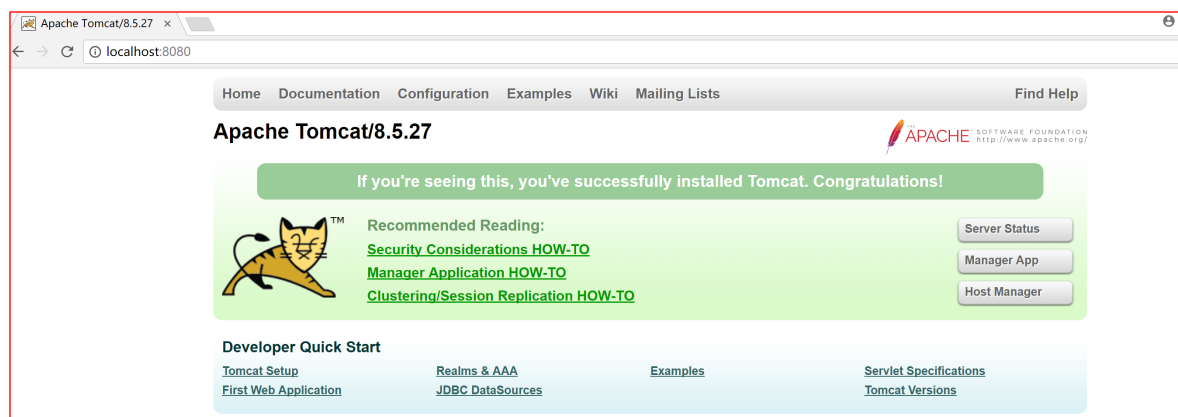 Apache Tomcat/8.5.27
localhost:8080
Home Documentation Configuration Examples Wiki Mailing Lists Find Help
Apache Tomcat/8.5.27
THE
APACHE SOFTWARE FOUNDATION
http://www.apache.org/
If you're seeing this, you've successfully installed Tomcat. Congratulations!
TM
Recommended Reading:
Security Considerations HOW-TO
Manager Application HOW-TO
Clustering/Session Replication HOW-TO
Server Status
Manager App
Host Manager
Developer Quick Start
Tomcat Setup Realms & AAA Examples Servlet Specifications
First Web Application JDBC DataSources Tomcat Versions